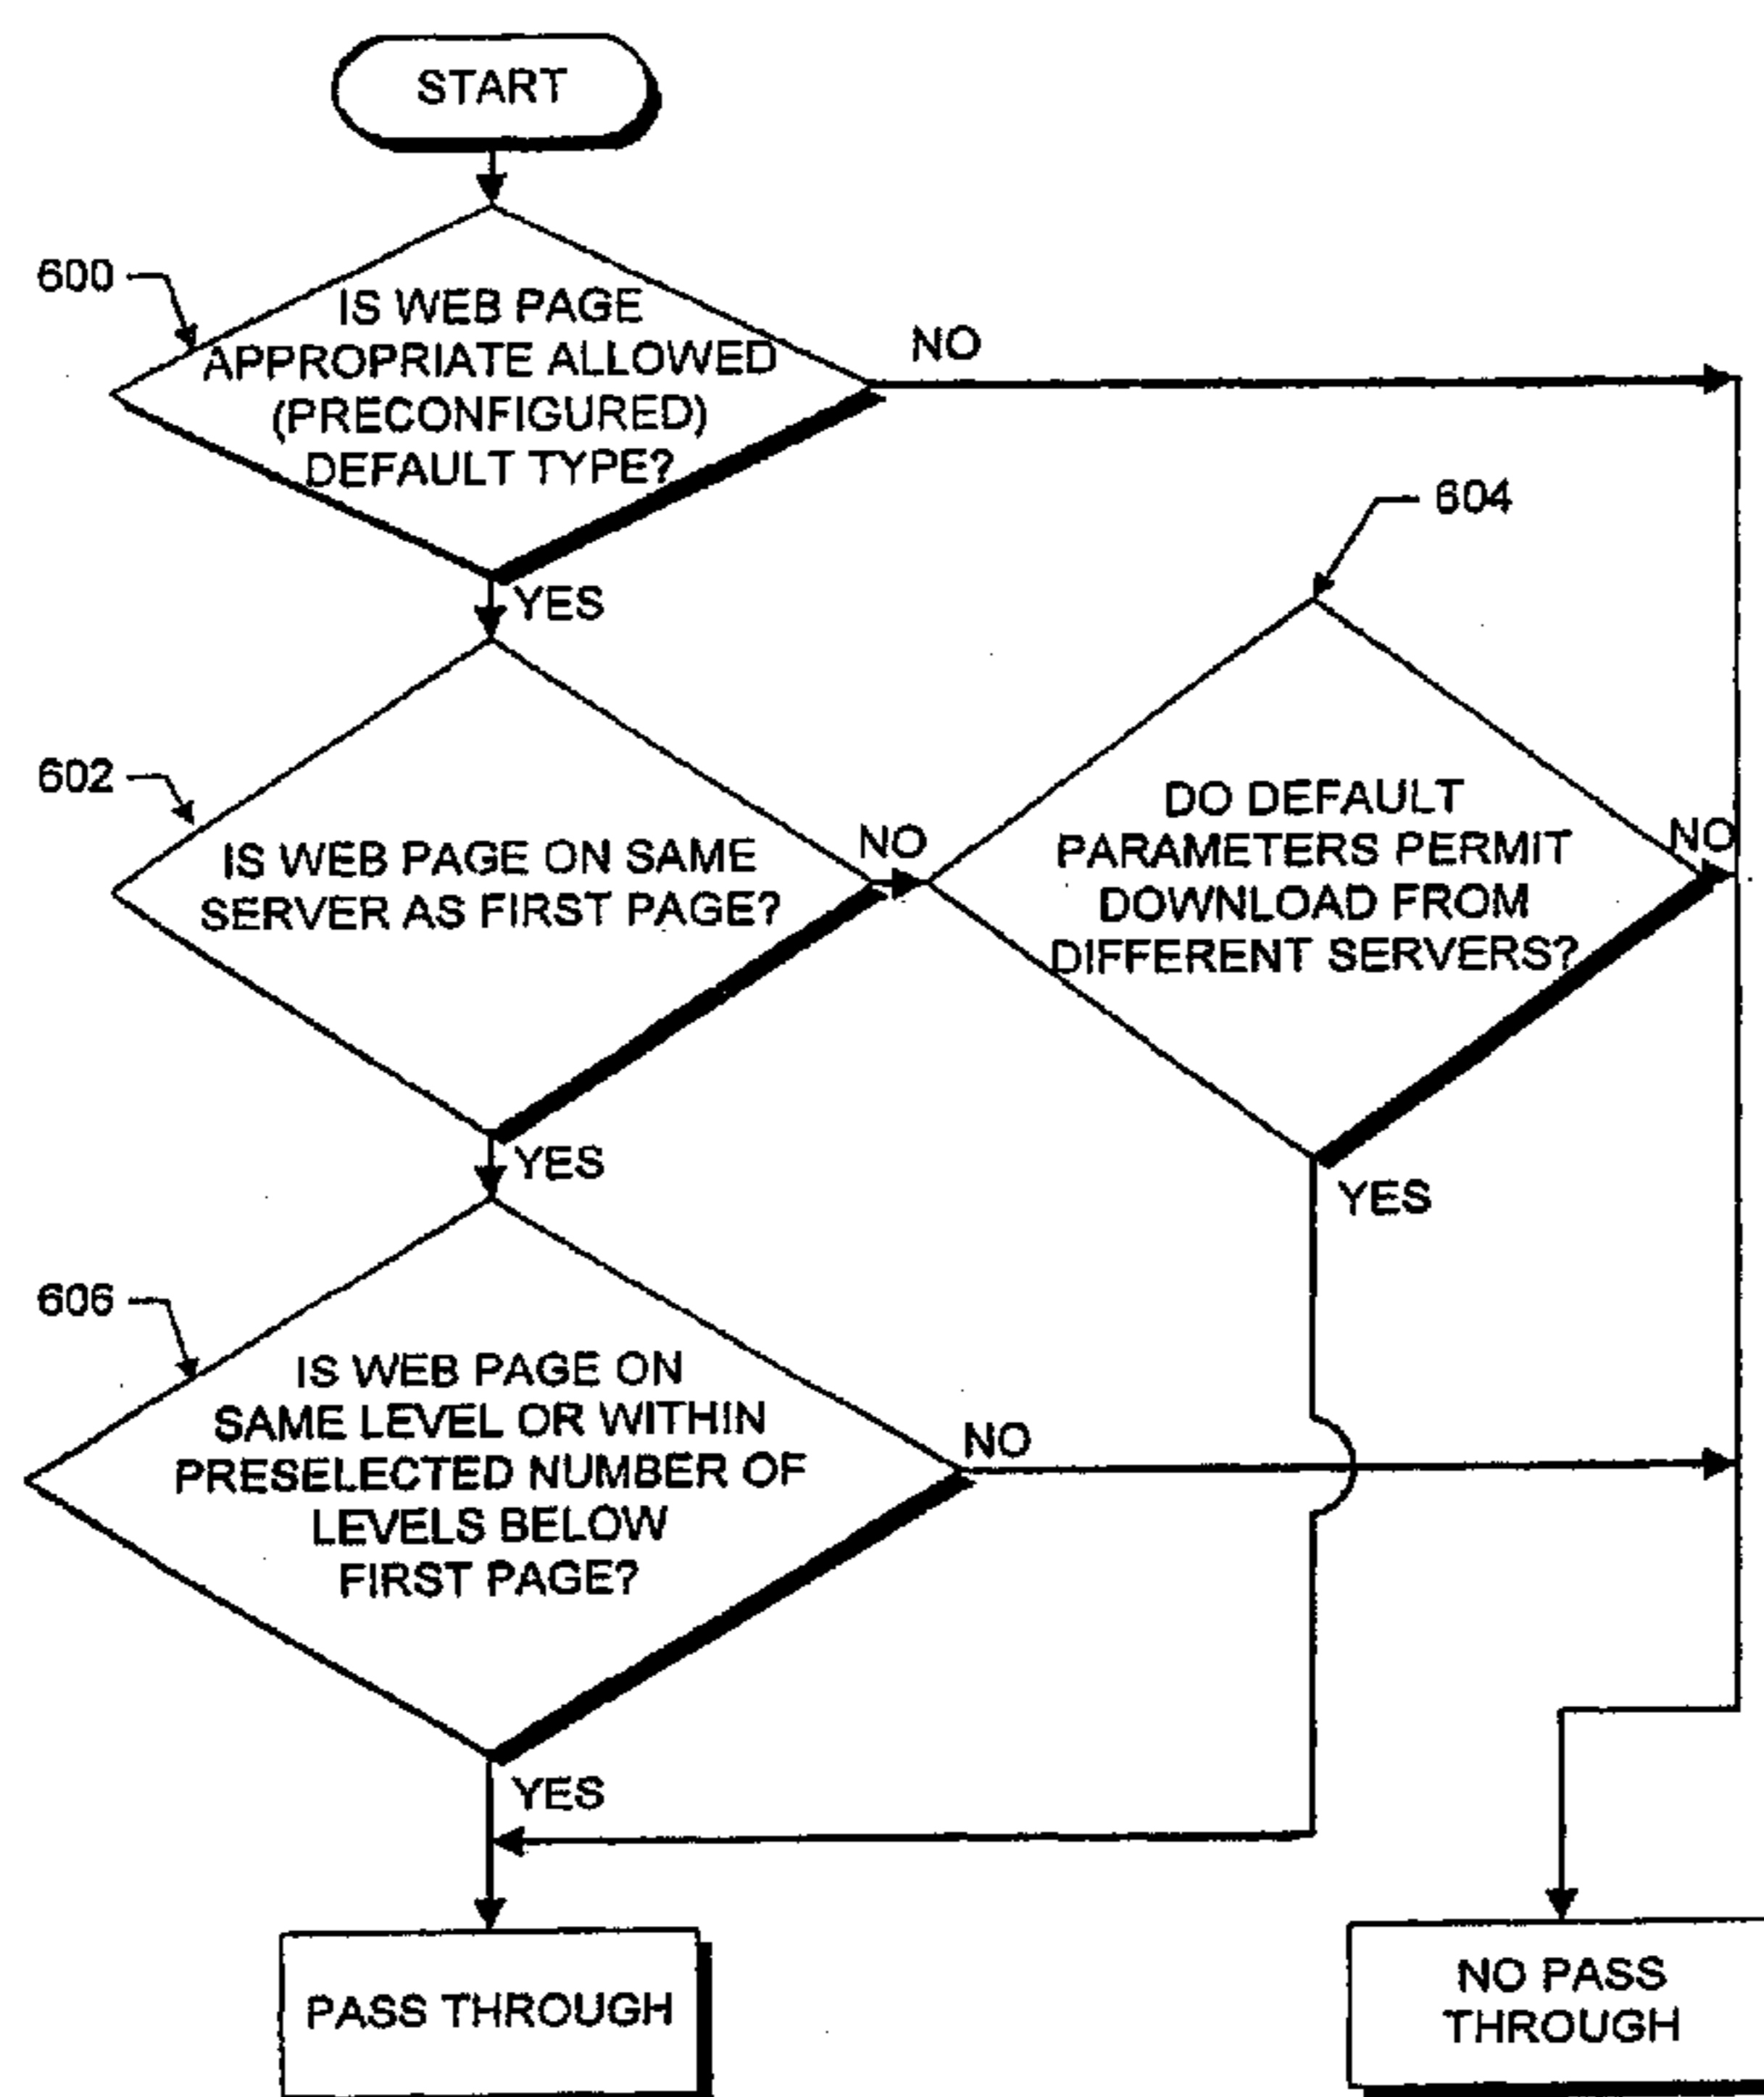 START
600
IS WEB PAGE
APPROPRIATE ALLOWED
(PRECONFIGURED)
DEFAULT TYPE?
NO
YES
604
602
IS WEB PAGE ON SAME
SERVER AS FIRST PAGE?
NO
DO DEFAULT
PARAMETERS PERMIT
DOWNLOAD FROM
DIFFERENT SERVERS?
NO
YES
YES
606
IS WEB PAGE ON
SAME LEVEL OR WITHIN
PRESELECTED NUMBER OF
LEVELS BELOW
FIRST PAGE?
NO
YES
PASS THROUGH
NO PASS
THROUGH